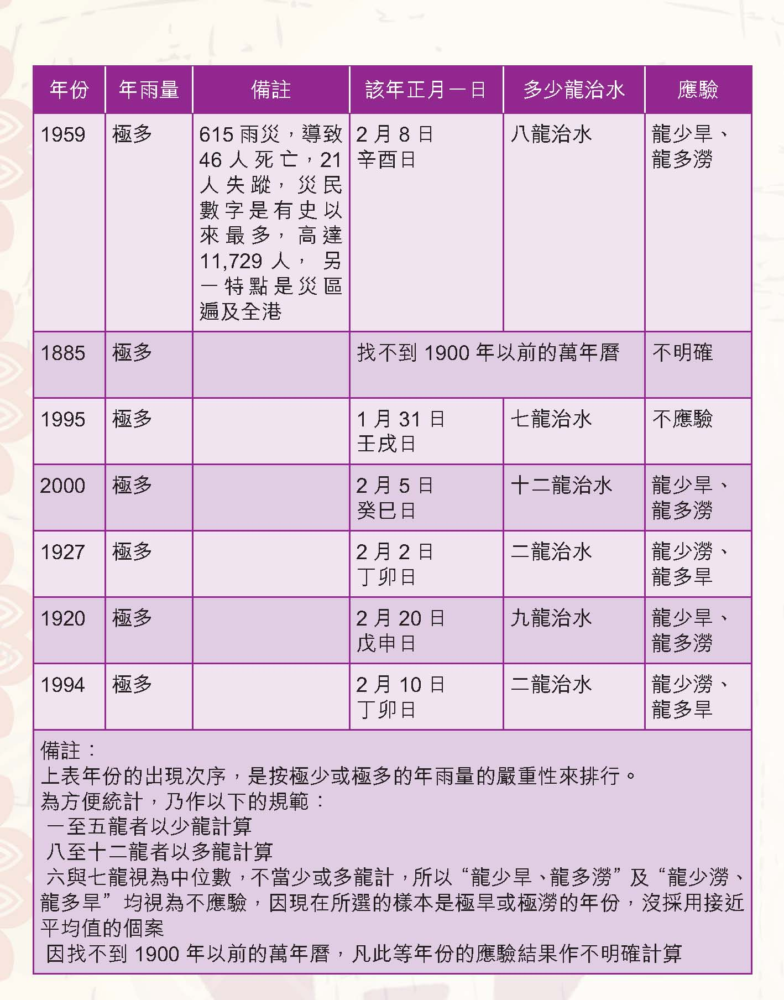 年份 年雨量 備註 該年正月一日 多少龍治水 應驗
1959 極多 615 雨災，導致 2 月 8 日 八龍治水 龍少旱、
46 人死亡，21 辛酉日 龍多澇
人失蹤，災民
數字是有史以
來最多，高達
11,729 人，另
一特點是災區
遍及全港
1885 極多 找不到 1900 年以前的萬年曆 不明確
1995 極多 1 月 31 日 七龍治水 不應驗
壬戌日
2000 極多 2 月 5 日 十二龍治水 龍少旱、
癸巳日 龍多澇
1927 極多 2 月 2 日 二龍治水 龍少澇、
丁卯日 龍多旱
1920 極多 2 月 20 日 九龍治水 龍少旱、
戊申日 龍多澇
1994 極多 2 月 10 日 二龍治水 龍少澇、
丁卯日 龍多旱
備註：
上表年份的出現次序，是按極少或極多的年雨量的嚴重性來排行。
為方便統計，乃作以下的規範：
一至五龍者以少龍計算
八至十二龍者以多龍計算
六與七龍視為中位數，不當少或多龍計，所以“龍少旱、龍多澇”及“龍少澇、
龍多旱”均視為不應驗，因現在所選的樣本是極旱或極澇的年份，沒採用接近
平均值的個案
因找不到 1900 年以前的萬年曆，凡此等年份的應驗結果作不明確計算